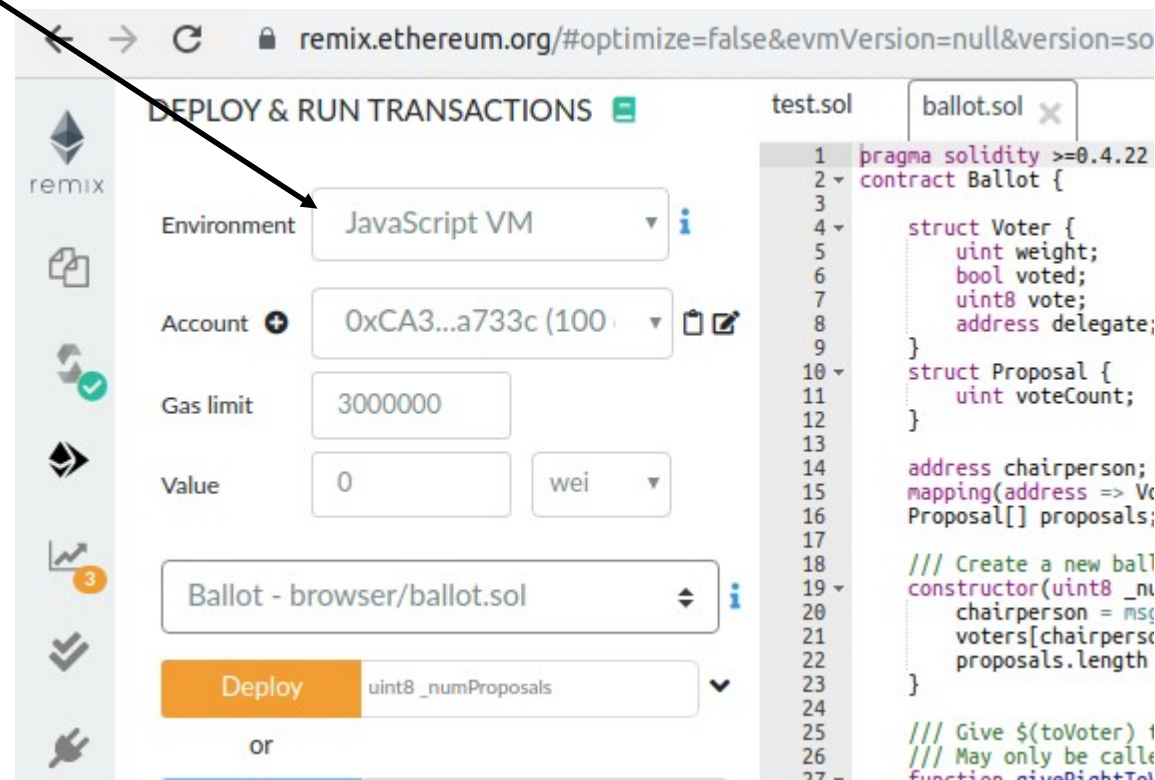 remix.ethereum.org/#optimize=false&evmVersion=null&version=so
remix
3
DEPLOY & RUN TRANSACTIONS
Environment JavaScript VM i
Account 0xCA3...a733c (100
Gas limit 3000000
Value 0 wei
Ballot - browser/ballot.sol i
Deploy uint8 _numProposals
or
test.sol ballot.sol
1 pragma solidity >=0.4.22
2 contract Ballot {
3
4 struct Voter {
5 uint weight;
6 bool voted;
7 uint8 vote;
8 address delegate;
9 }
10 struct Proposal {
11 uint voteCount;
12 }
13
14 address chairperson;
15 mapping(address => Vo
16 Proposal[] proposals;
17
18 /// Create a new ball
19 constructor(uint8 _nu
20 chairperson = msg
21 voters[chairperso
22 proposals.length
23 }
24
25 /// Give $(toVoter) t
26 /// May only be calle
27 function giveRightToV